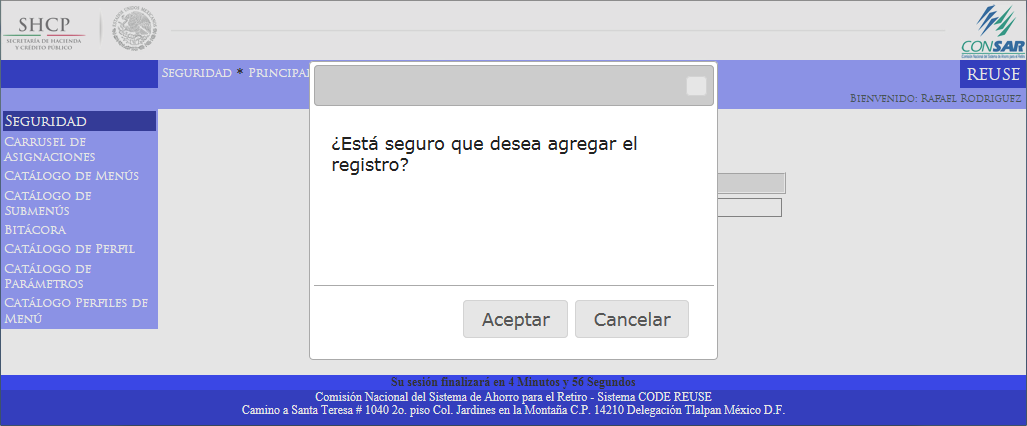 SHCP
SECRETARÍA DE HACIENDA
Y CRÉDITO PÚBLICO
CONSAR
Seguridad * Principal
REUSE
Bienvenido: Rafael Rodriguez
Seguridad
Carrusel de
Asignaciones
Catálogo de Menús
Catálogo de
Submenús
Bitácora
Catálogo de Perfil
Catálogo de
Parámetros
Catálogo Perfiles de
Menú
¿Está seguro que desea agregar el
registro?
Aceptar
Cancelar
Su sesión finalizará en 4 Minutos y 56 Segundos
Comisión Nacional del Sistema de Ahorro para el Retiro - Sistema CODE REUSE
Camino a Santa Teresa # 1040 2o. piso Col. Jardines en la Montaña C.P. 14210 Delegación Tlalpan México D.F.